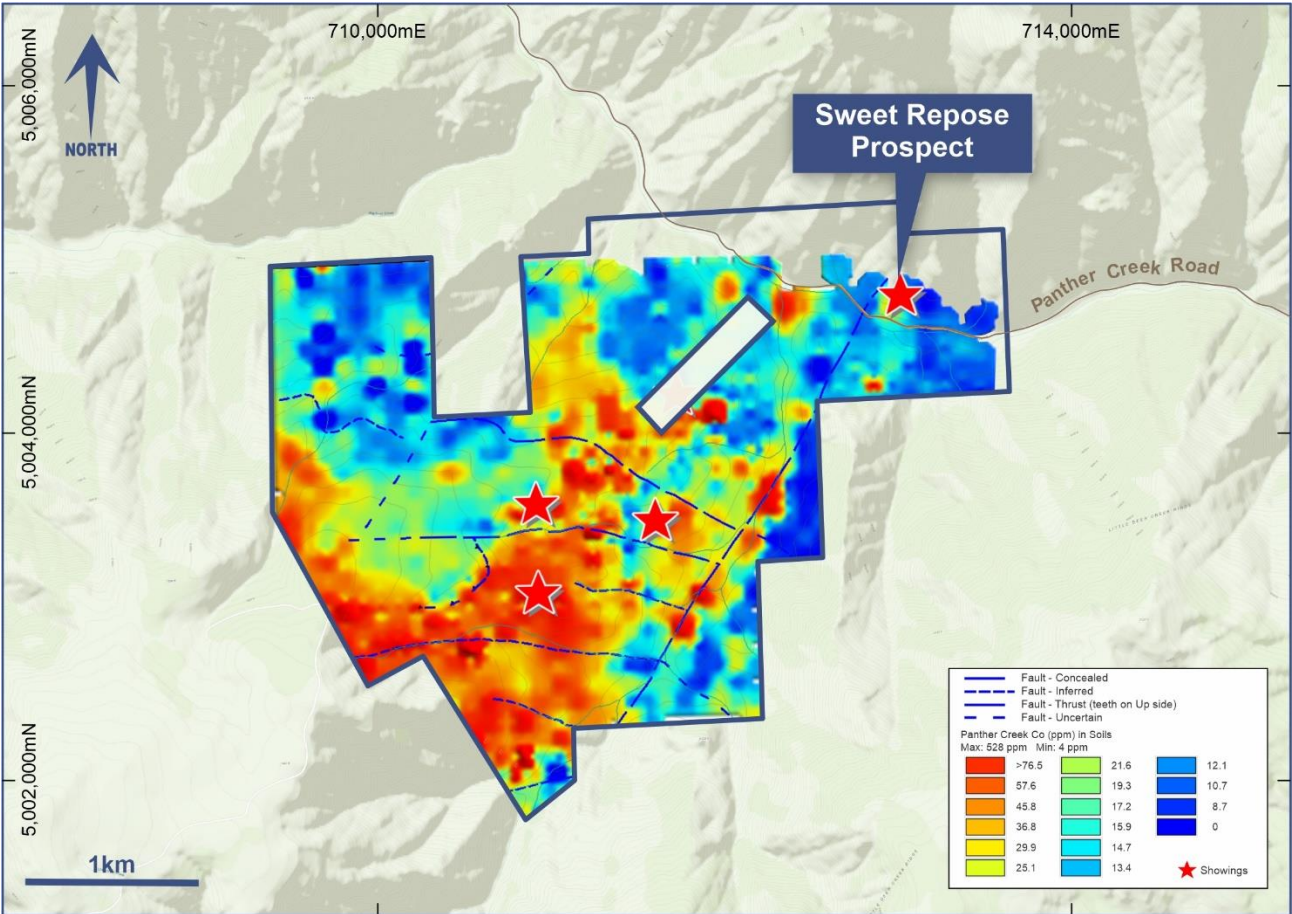 710,000mE
714,000mE
5,006,000mN
NORTH
Sweet Repose
Prospect
Panther Creek Road
5,004,000mN
5,002,000mN
1km
Fault - Concealed
Fault - Inferred
Fault - Thrust (teeth on Up side)
Fault - Uncertain
Panther Creek Co (ppm) in Soils
Max: 528 ppm Min: 4 ppm
>76.5 21.6 12.1
57.6 19.3 10.7
45.8 17.2 8.7
36.8 15.9 0
29.9 14.7
25.1 13.4
Showings